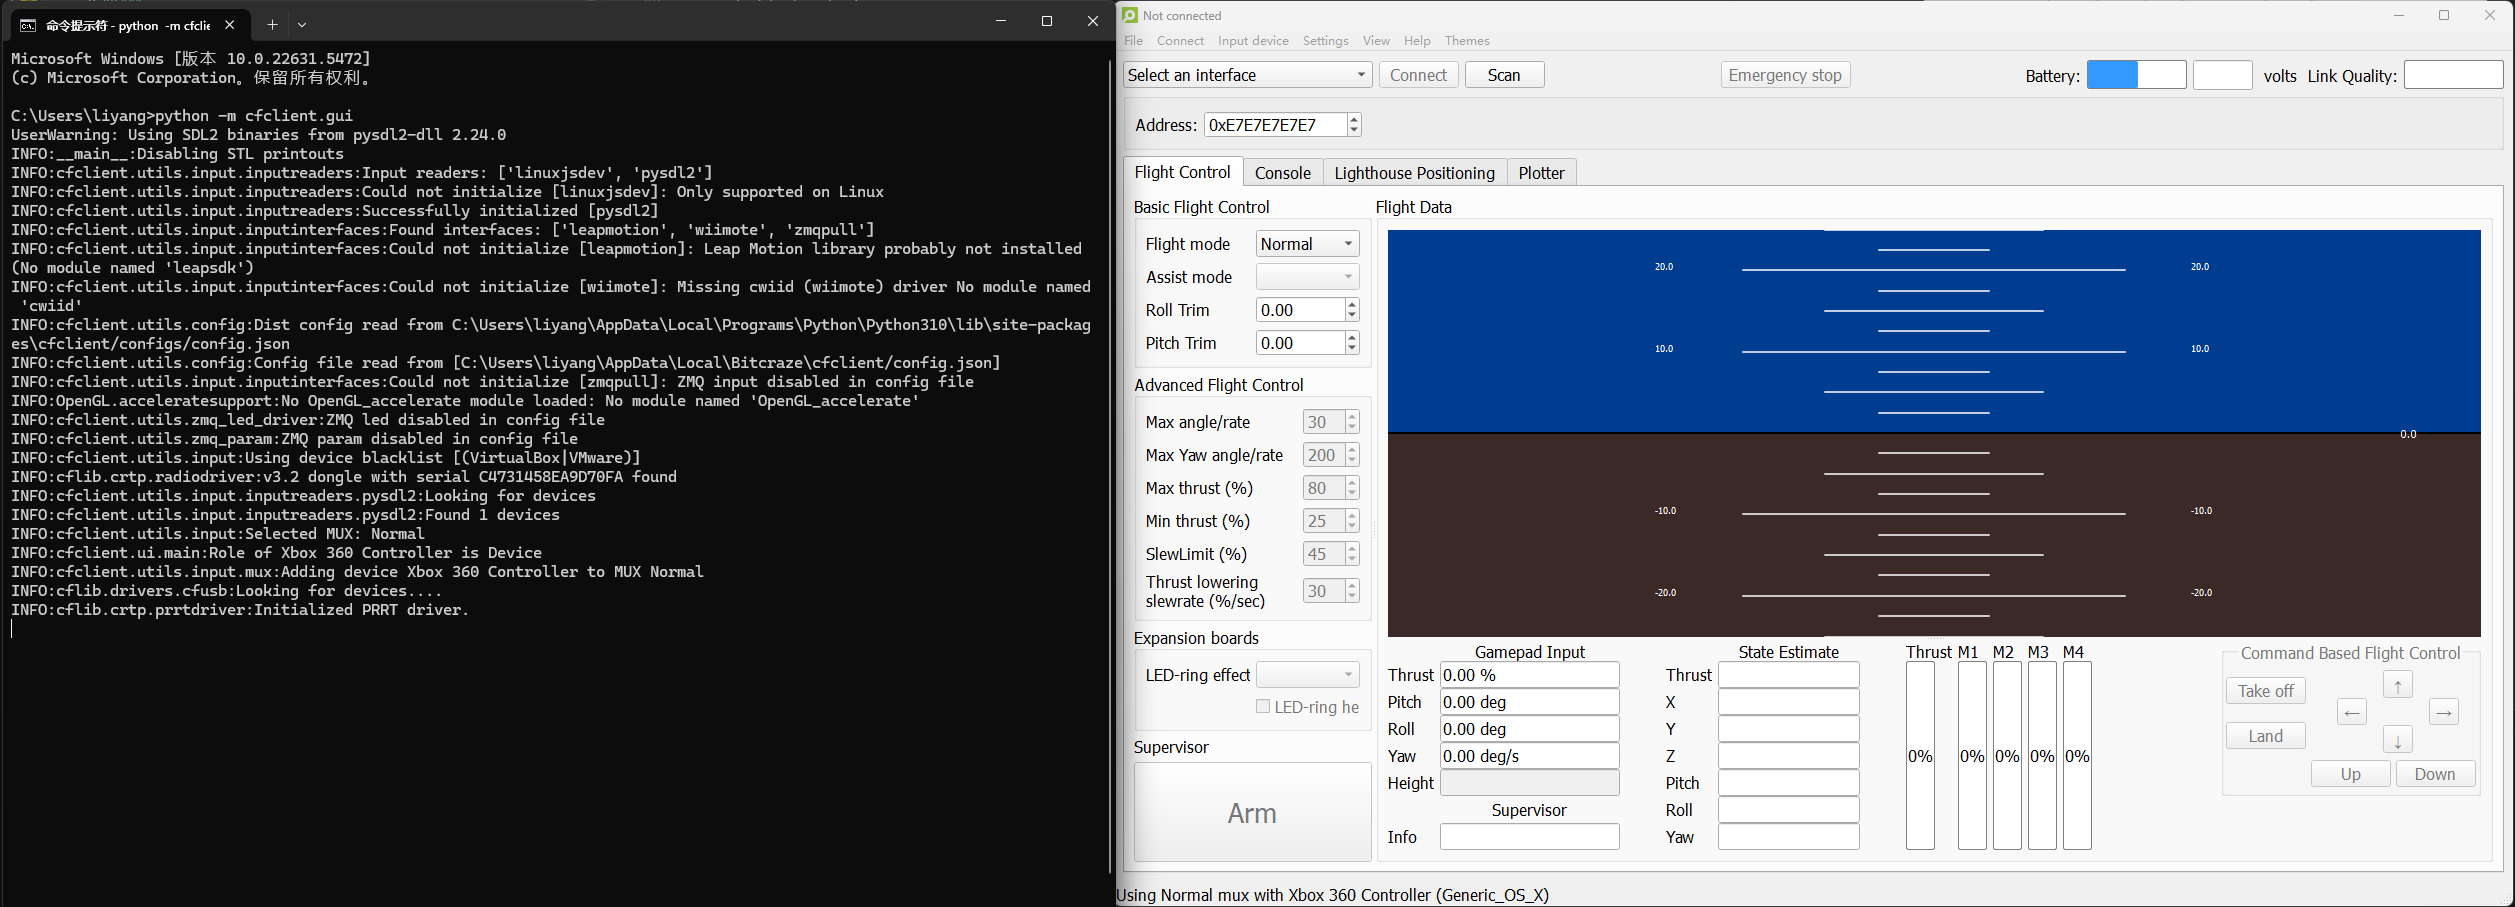 命令提示符 - python -m cfclie
Microsoft Windows [版本 10.0.22631.5472]
(c) Microsoft Corporation。保留所有权利。
C:\Users\liyang>python -m cfclient.gui
UserWarning: Using SDL2 binaries from pysdl2-dll 2.24.0
INFO:__main__:Disabling STL printouts
INFO:cfclient.utils.input.inputreaders:Input readers: ['linuxjsdev', 'pysdl2']
INFO:cfclient.utils.input.inputreaders:Could not initialize [linuxjsdev]: Only supported on Linux
INFO:cfclient.utils.input.inputreaders:Successfully initialized [pysdl2]
INFO:cfclient.utils.input.inputinterfaces:Found interfaces: ['leapmotion', 'wiimote', 'zmqpull']
INFO:cfclient.utils.input.inputinterfaces:Could not initialize [leapmotion]: Leap Motion library probably not installed
(No module named 'leapsdk')
INFO:cfclient.utils.input.inputinterfaces:Could not initialize [wiimote]: Missing cwiid (wiimote) driver No module named
'cwiid'
INFO:cfclient.utils.config:Dist config read from C:\Users\liyang\AppData\Local\Programs\Python\Python310\lib\site-packag
es\cfclient/configs/config.json
INFO:cfclient.utils.config:Config file read from [C:\Users\liyang\AppData\Local\Bitcraze\cfclient/config.json]
INFO:cfclient.utils.input.inputinterfaces:Could not initialize [zmqpull]: ZMQ input disabled in config file
INFO:OpenGL.acceleratesupport:No OpenGL_accelerate module loaded: No module named 'OpenGL_accelerate'
INFO:cfclient.utils.zmq_led_driver:ZMQ led disabled in config file
INFO:cfclient.utils.zmq_param:ZMQ param disabled in config file
INFO:cfclient.utils.input:Using device blacklist [(VirtualBox|VMware)]
INFO:cflib.crtp.radiodriver:v3.2 dongle with serial C4731458EA9D70FA found
INFO:cfclient.utils.input.inputreaders.pysdl2:Looking for devices
INFO:cfclient.utils.input.inputreaders.pysdl2:Found 1 devices
INFO:cfclient.utils.input:Selected MUX: Normal
INFO:cfclient.ui.main:Role of Xbox 360 Controller is Device
INFO:cfclient.utils.input.mux:Adding device Xbox 360 Controller to MUX Normal
INFO:cflib.drivers.cfusb:Looking for devices....
INFO:cflib.crtp.prrtdriver:Initialized PRRT driver.
Not connected
File Connect Input device Settings View Help Themes
Select an interface Connect Scan Emergency stop Battery: volts Link Quality:
Address: 0xE7E7E7E7E7
Flight Control Console Lighthouse Positioning Plotter
Basic Flight Control
Flight mode Normal
Assist mode
Roll Trim 0.00
Pitch Trim 0.00
Advanced Flight Control
Max angle/rate 30
Max Yaw angle/rate 200
Max thrust (%) 80
Min thrust (%) 25
SlewLimit (%) 45
Thrust lowering
slewrate (%/sec) 30
Expansion boards
LED-ring effect
LED-ring he
Supervisor
Arm
Flight Data
20.0 20.0
10.0 10.0
0.0
-10.0 -10.0
-20.0 -20.0
Gamepad Input
Thrust 0.00 %
Pitch 0.00 deg
Roll 0.00 deg
Yaw 0.00 deg/s
Height
Supervisor
Info
State Estimate
Thrust
X
Y
Z
Pitch
Roll
Yaw
Thrust M1 M2 M3 M4
0% 0% 0% 0% 0%
Command Based Flight Control
Take off ↑
← →
Land ↓
Up Down
Using Normal mux with Xbox 360 Controller (Generic_OS_X)